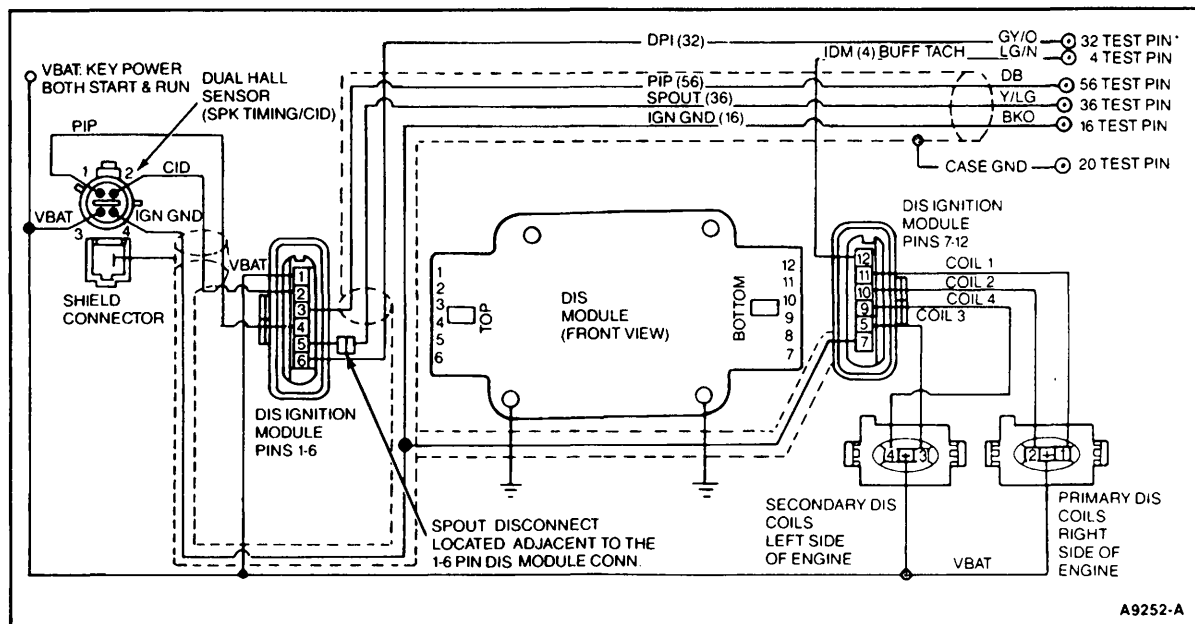 DPI (32)
GY/O
32 TEST PIN*
IDM (4) BUFF TACH
LG/N
4 TEST PIN
VBAT: KEY POWER
BOTH START & RUN
DUAL HALL
SENSOR
(SPK TIMING/CID)
PIP (56)
DB
56 TEST PIN
SPOUT (36)
Y/LG
36 TEST PIN
IGN GND (16)
BKO
16 TEST PIN
CASE GND
20 TEST PIN
PIP
1
2
CID
VBAT
IGN GND
3
4
SHIELD
CONNECTOR
VBAT
1
2
3
4
5
6
DIS IGNITION
MODULE
PINS 1-6
1
2
3
4
5
6
TOP
DIS
MODULE
(FRONT VIEW)
BOTTOM
12
11
10
9
8
7
DIS IGNITION
MODULE
PINS 7-12
12
11
10
9
5
7
COIL 1
COIL 2
COIL 4
COIL 3
4
3
2
+
1
SPOUT DISCONNECT
LOCATED ADJACENT TO THE
1-6 PIN DIS MODULE CONN.
SECONDARY DIS
COILS
LEFT SIDE
OF ENGINE
PRIMARY DIS
COILS
RIGHT
SIDE OF
ENGINE
VBAT
A9252-A